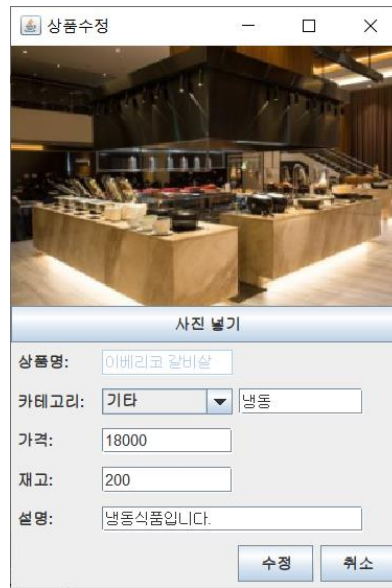 상품수정
사진 넣기
상품명: 이베리코 갈비살
카테고리: 기타 냉동
가격: 18000
재고: 200
설명: 냉동식품입니다.
수정 취소